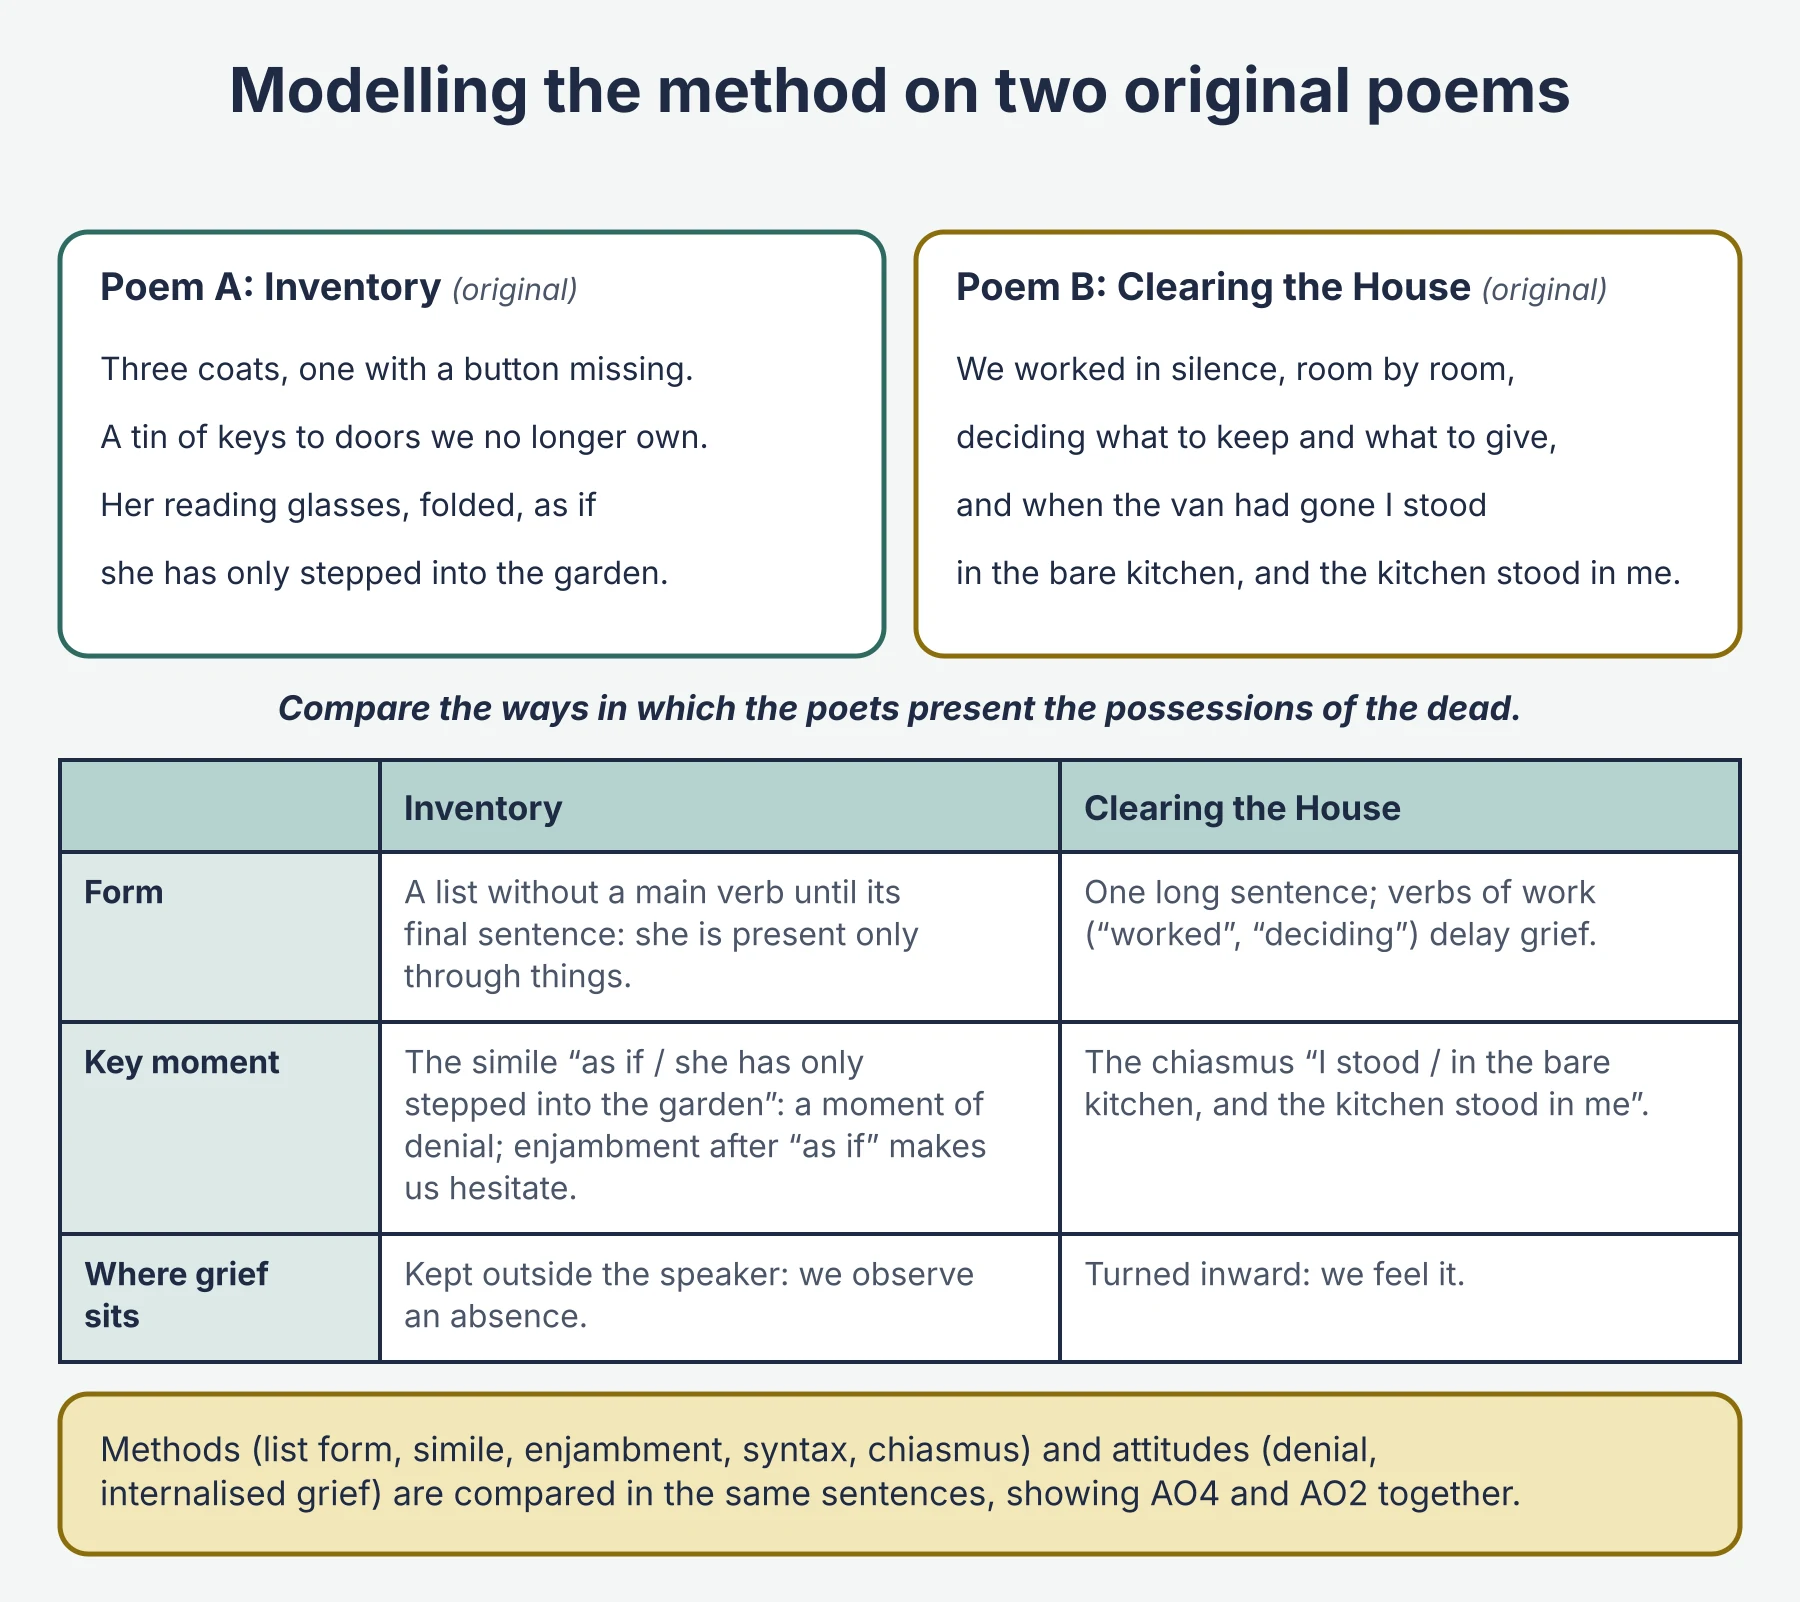 Modelling the method on two original poems
Poem A: Inventory (original)
Three coats, one with a button missing.
A tin of keys to doors we no longer own.
Her reading glasses, folded, as if
she has only stepped into the garden.
Poem B: Clearing the House (original)
We worked in silence, room by room,
deciding what to keep and what to give,
and when the van had gone I stood
in the bare kitchen, and the kitchen stood in me.
Compare the ways in which the poets present the possessions of the dead.
Inventory
Clearing the House
Form
A list without a main verb until its
final sentence: she is present only
through things.
One long sentence; verbs of work
(“worked”, “deciding”) delay grief.
Key moment
The simile “as if / she has only
stepped into the garden”: a moment of
denial; enjambment after “as if” makes
us hesitate.
The chiasmus “I stood / in the bare
kitchen, and the kitchen stood in me”.
Where grief
sits
Kept outside the speaker: we observe
an absence.
Turned inward: we feel it.
Methods (list form, simile, enjambment, syntax, chiasmus) and attitudes (denial,
internalised grief) are compared in the same sentences, showing AO4 and AO2 together.